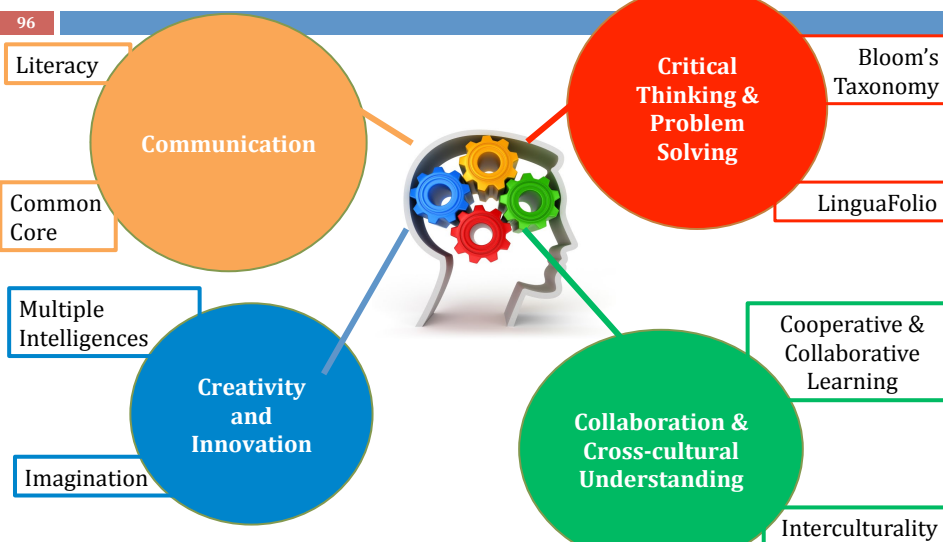 96
Literacy
Communication
Common
Core
Critical
Thinking &
Problem
Solving
Bloom’s
Taxonomy
LinguaFolio
Multiple
Intelligences
Creativity
and
Innovation
Imagination
Cooperative &
Collaborative
Learning
Collaboration &
Cross-cultural
Understanding
Interculturality